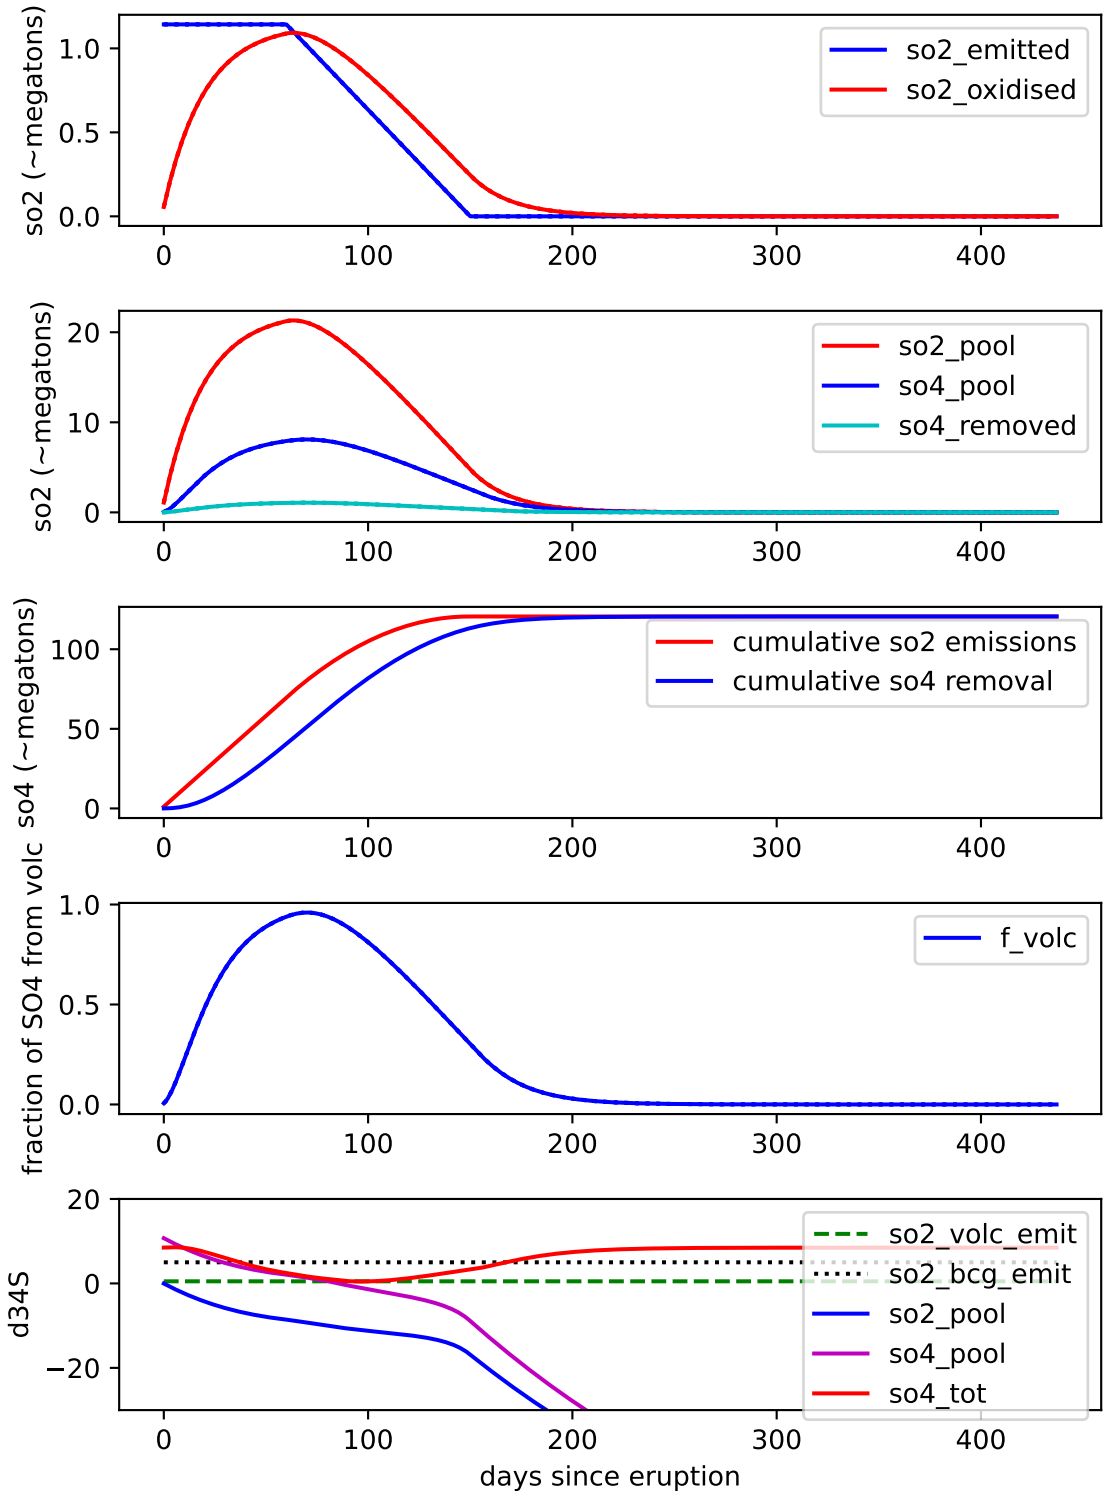 so2 (~megatons)
1.0
0.5
0.0
so2_emitted
so2_oxidised
0 100 200 300 400
so2 (~megatons)
20
10
0
so2_pool
so4_pool
so4_removed
0 100 200 300 400
so4 (~megatons)
100
50
0
cumulative so2 emissions
cumulative so4 removal
0 100 200 300 400
fraction of SO4 from volc
1.0
0.5
0.0
f_volc
0 100 200 300 400
d34S
20
0
−20
so2_volc_emit
so2_bcg_emit
so2_pool
so4_pool
so4_tot
0 100 200 300 400
days since eruption